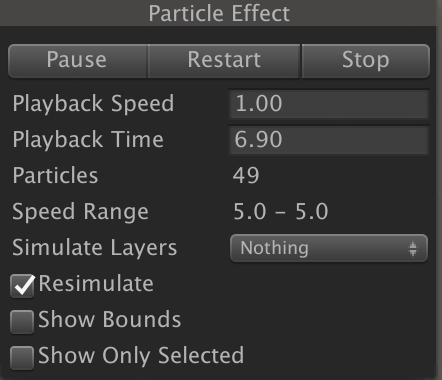 Particle Effect
Pause Restart Stop
Playback Speed 1.00
Playback Time 6.90
Particles 49
Speed Range 5.0 - 5.0
Simulate Layers Nothing
Resimulate
Show Bounds
Show Only Selected